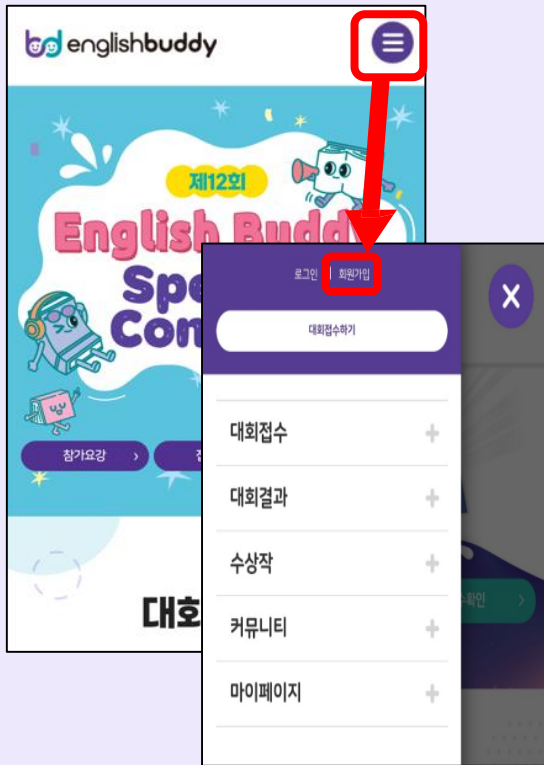 englishbuddy
제12회
English Buddy
Spe
Con
참가요강 >
대회
로그인 | 회원가입
X
대회접수하기
대회접수 +
대회결과 +
수상작 +
커뮤니티 +
마이페이지 +
수확인 >